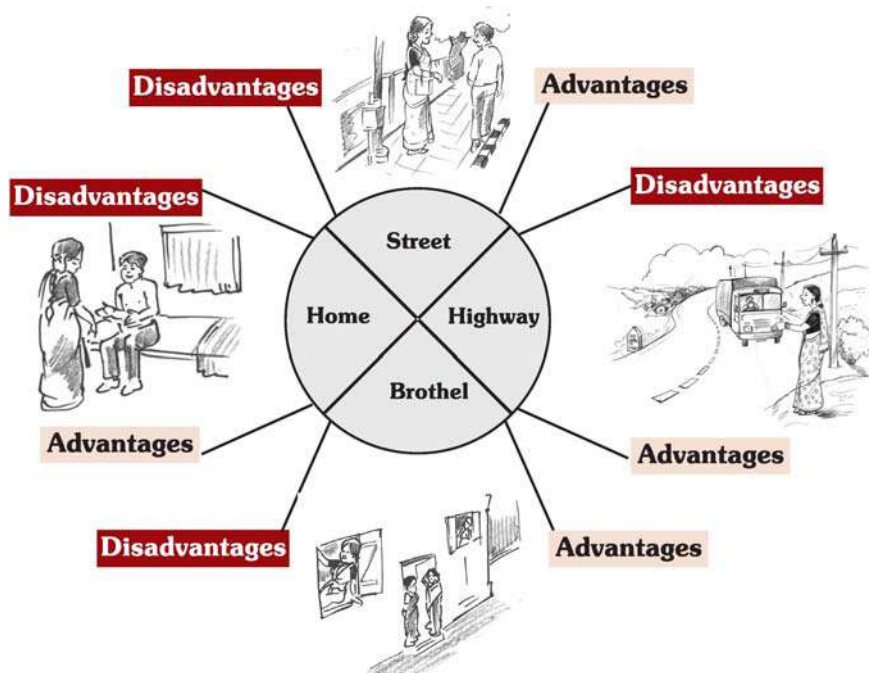 Disadvantages
Advantages
Disadvantages
Disadvantages
Street
Home
Highway
Brothel
Advantages
Advantages
Disadvantages
Advantages